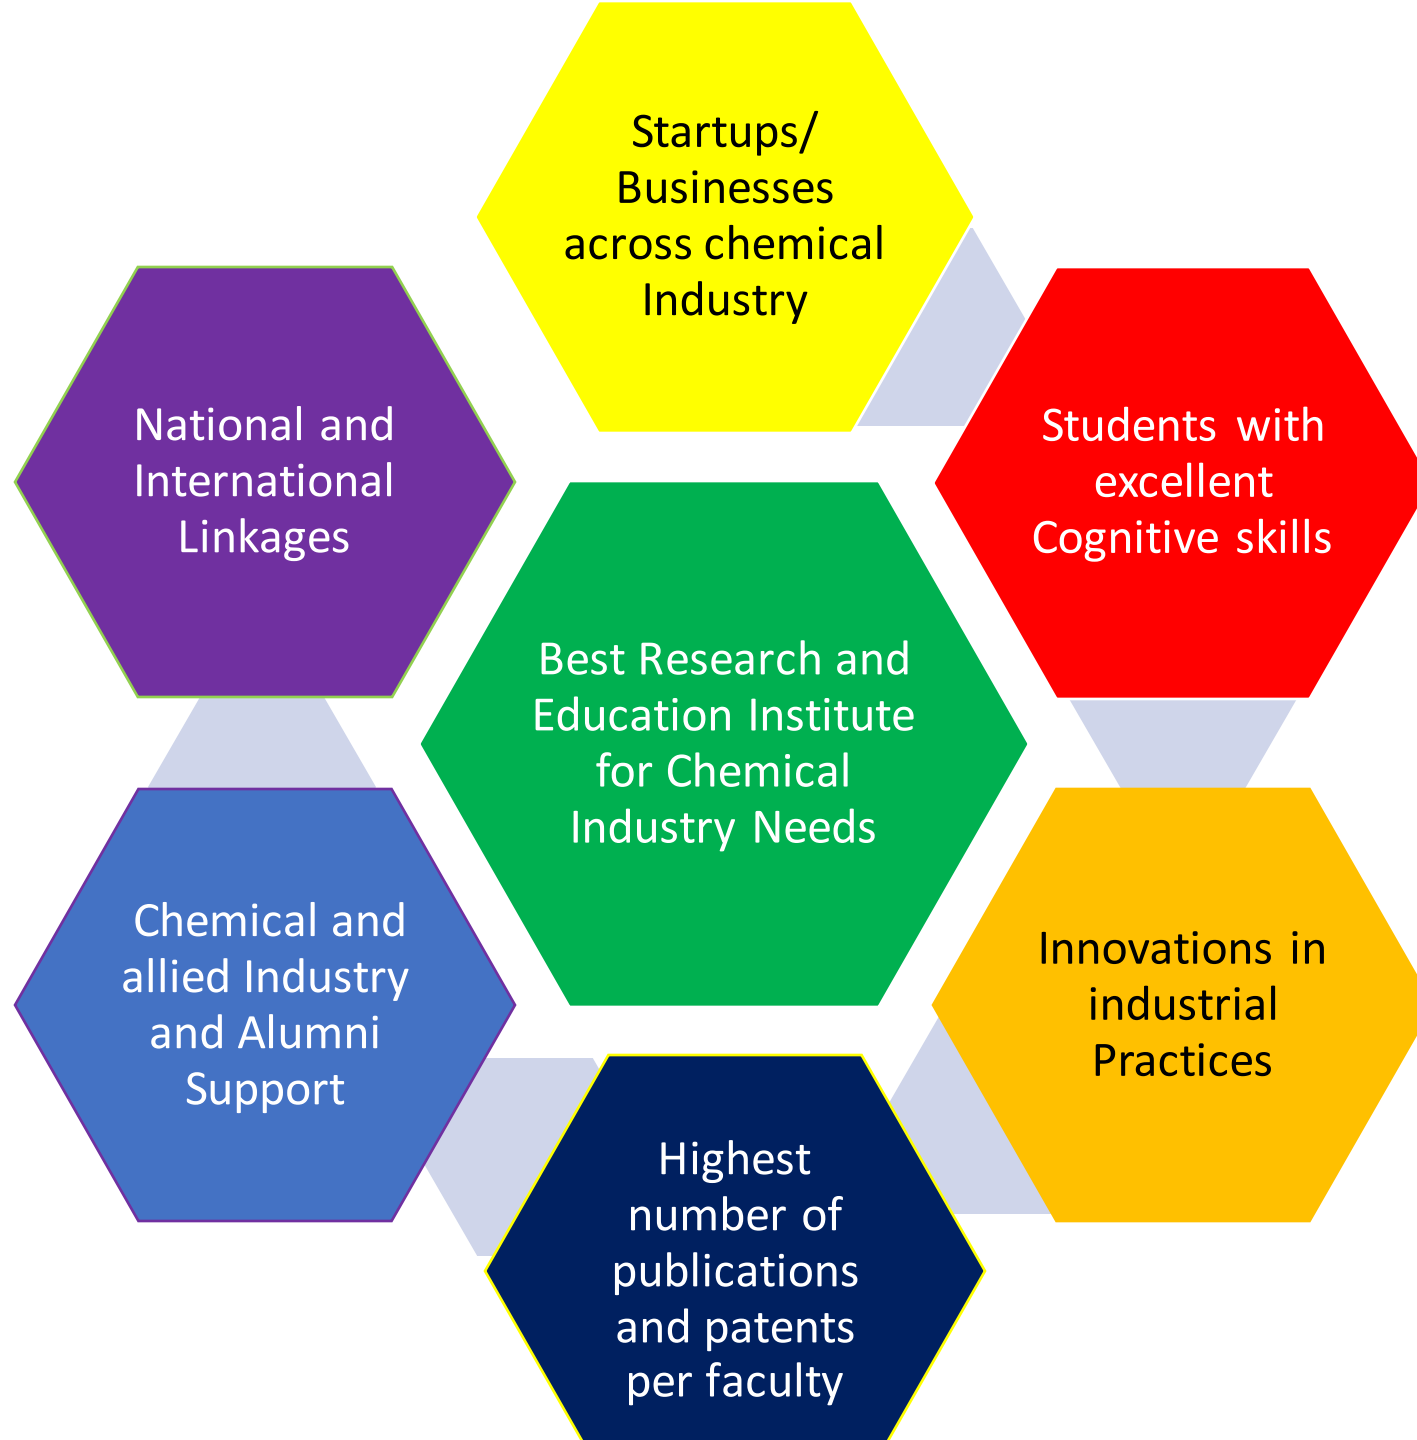 Startups/
Businesses
across chemical
Industry
National and
International
Linkages
Students with
excellent
Cognitive skills
Best Research and
Education Institute
for Chemical
Industry Needs
Chemical and
allied Industry
and Alumni
Support
Innovations in
industrial
Practices
Highest
number of
publications
and patents
per faculty